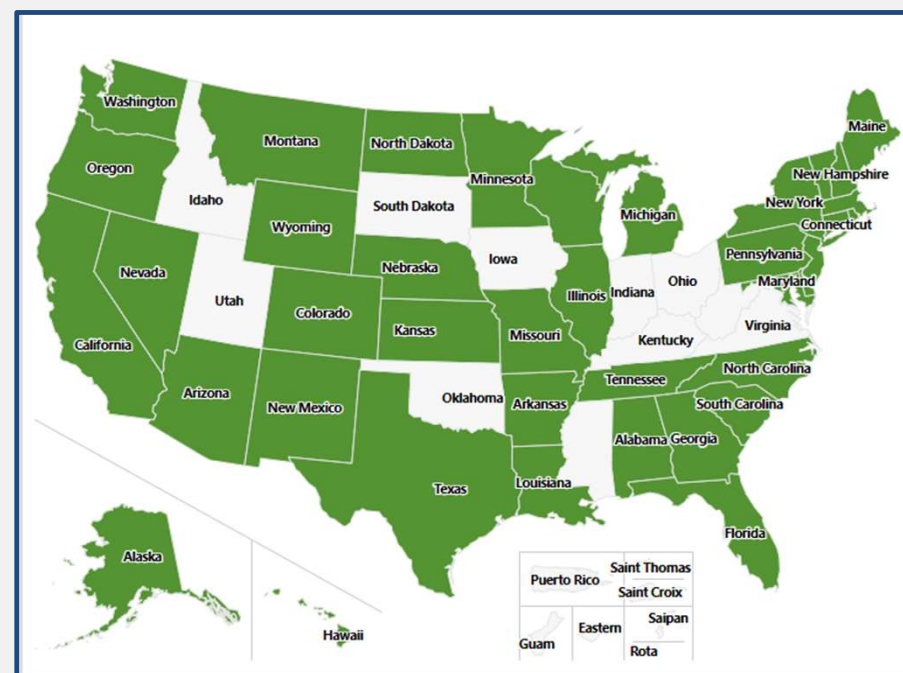 Washington
Maine
Montana
North Dakota
Oregon
Minnesota
New Hampshire
Idaho
South Dakota
New York
Michigan
Wyoming
Connecticut
Pennsylvania
Iowa
Nebraska
Nevada
Ohio
Maryland
Utah
Illinois
Indiana
Colorado
Virginia
Kansas
Missouri
Kentucky
California
North Carolina
Tennessee
Arizona
Oklahoma
New Mexico
Arkansas
South Carolina
Alabama
Georgia
Texas
Louisiana
Florida
Alaska
Saint Thomas
Puerto Rico
Saint Croix
Saipan
Eastern
Hawaii
Guam
Rota